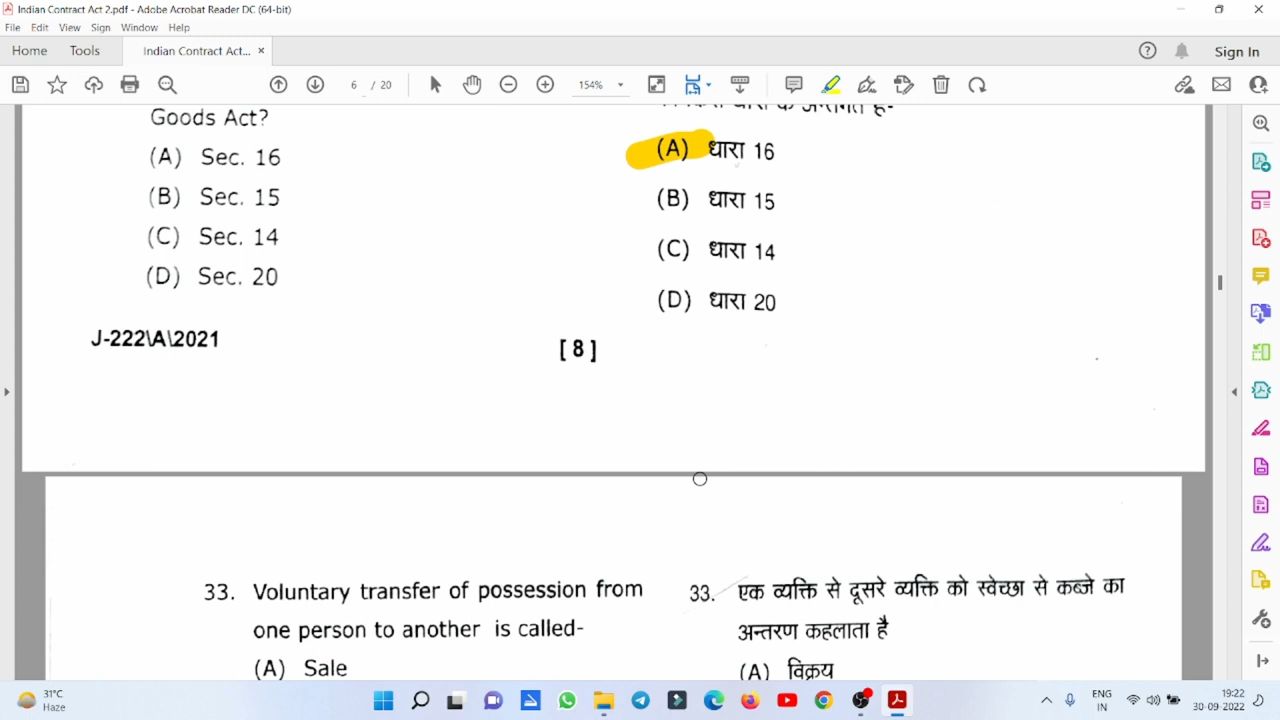 Indian Contract Act 2.pdf - Adobe Acrobat Reader DC (64-bit)
File Edit View Sign Window Help
Home Tools Indian Contract Act... × Sign In
6 / 20 154%
Goods Act?
(A) Sec. 16
(B) Sec. 15
(C) Sec. 14
(D) Sec. 20
धारा के अन्तर्गत है-
(A) धारा 16
(B) धारा 15
(C) धारा 14
(D) धारा 20
J-222\A\2021
[ 8 ]
33. Voluntary transfer of possession from
one person to another is called-
(A) Sale
33. एक व्यक्ति से दूसरे व्यक्ति को स्वेच्छा से कब्जे का
अन्तरण कहलाता है
(A) विक्रय
31°C
Haze
ENG
IN
19:22
30-09-2022